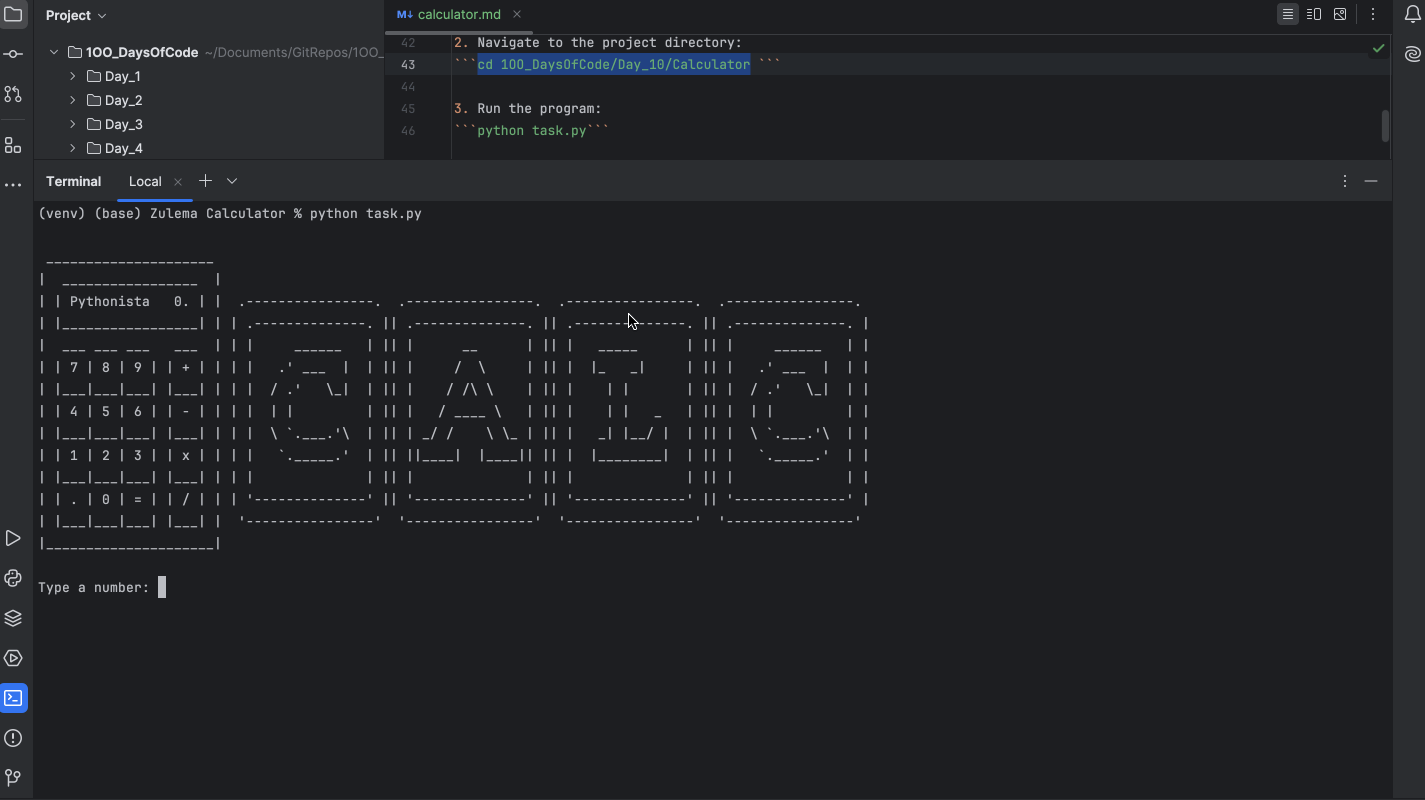 Project
1OO_DaysOfCode ~/Documents/GitRepos/1OO_
Day_1
Day_2
Day_3
Day_4
M↓ calculator.md
42 2. Navigate to the project directory:
43 ```cd 1OO_DaysOfCode/Day_10/Calculator ```
44
45 3. Run the program:
46 ```python task.py```
Terminal Local
(venv) (base) Zulema Calculator % python task.py
 _____________________
|  _________________  |
| | Pythonista   0. | |  .----------------.  .----------------.  .----------------.  .----------------.
| |_________________| | | .--------------. || .--------------. || .--------------. || .--------------. |
|  ___ ___ ___   ___  | | |     ______   | || |      __      | || |   _____      | || |     ______   | |
| | 7 | 8 | 9 | | + | | | |   .' ___  |  | || |     /  \     | || |  |_   _|     | || |   .' ___  |  | |
| |___|___|___| |___| | | |  / .'   \_|  | || |    / /\ \    | || |    | |       | || |  / .'   \_|  | |
| | 4 | 5 | 6 | | - | | | |  | |         | || |   / ____ \   | || |    | |   _   | || |  | |         | |
| |___|___|___| |___| | | |  \ `.___.'\  | || | _/ /    \ \_ | || |   _| |__/ |  | || |  \ `.___.'\  | |
| | 1 | 2 | 3 | | x | | | |   `._____.'  | || ||____|  |____|| || |  |________|  | || |   `._____.'  | |
| |___|___|___| |___| | | |              | || |              | || |              | || |              | |
| | . | 0 | = | | / | | | '--------------' || '--------------' || '--------------' || '--------------' |
| |___|___|___| |___| |  '----------------'  '----------------'  '----------------'  '----------------'
|_____________________|
Type a number: